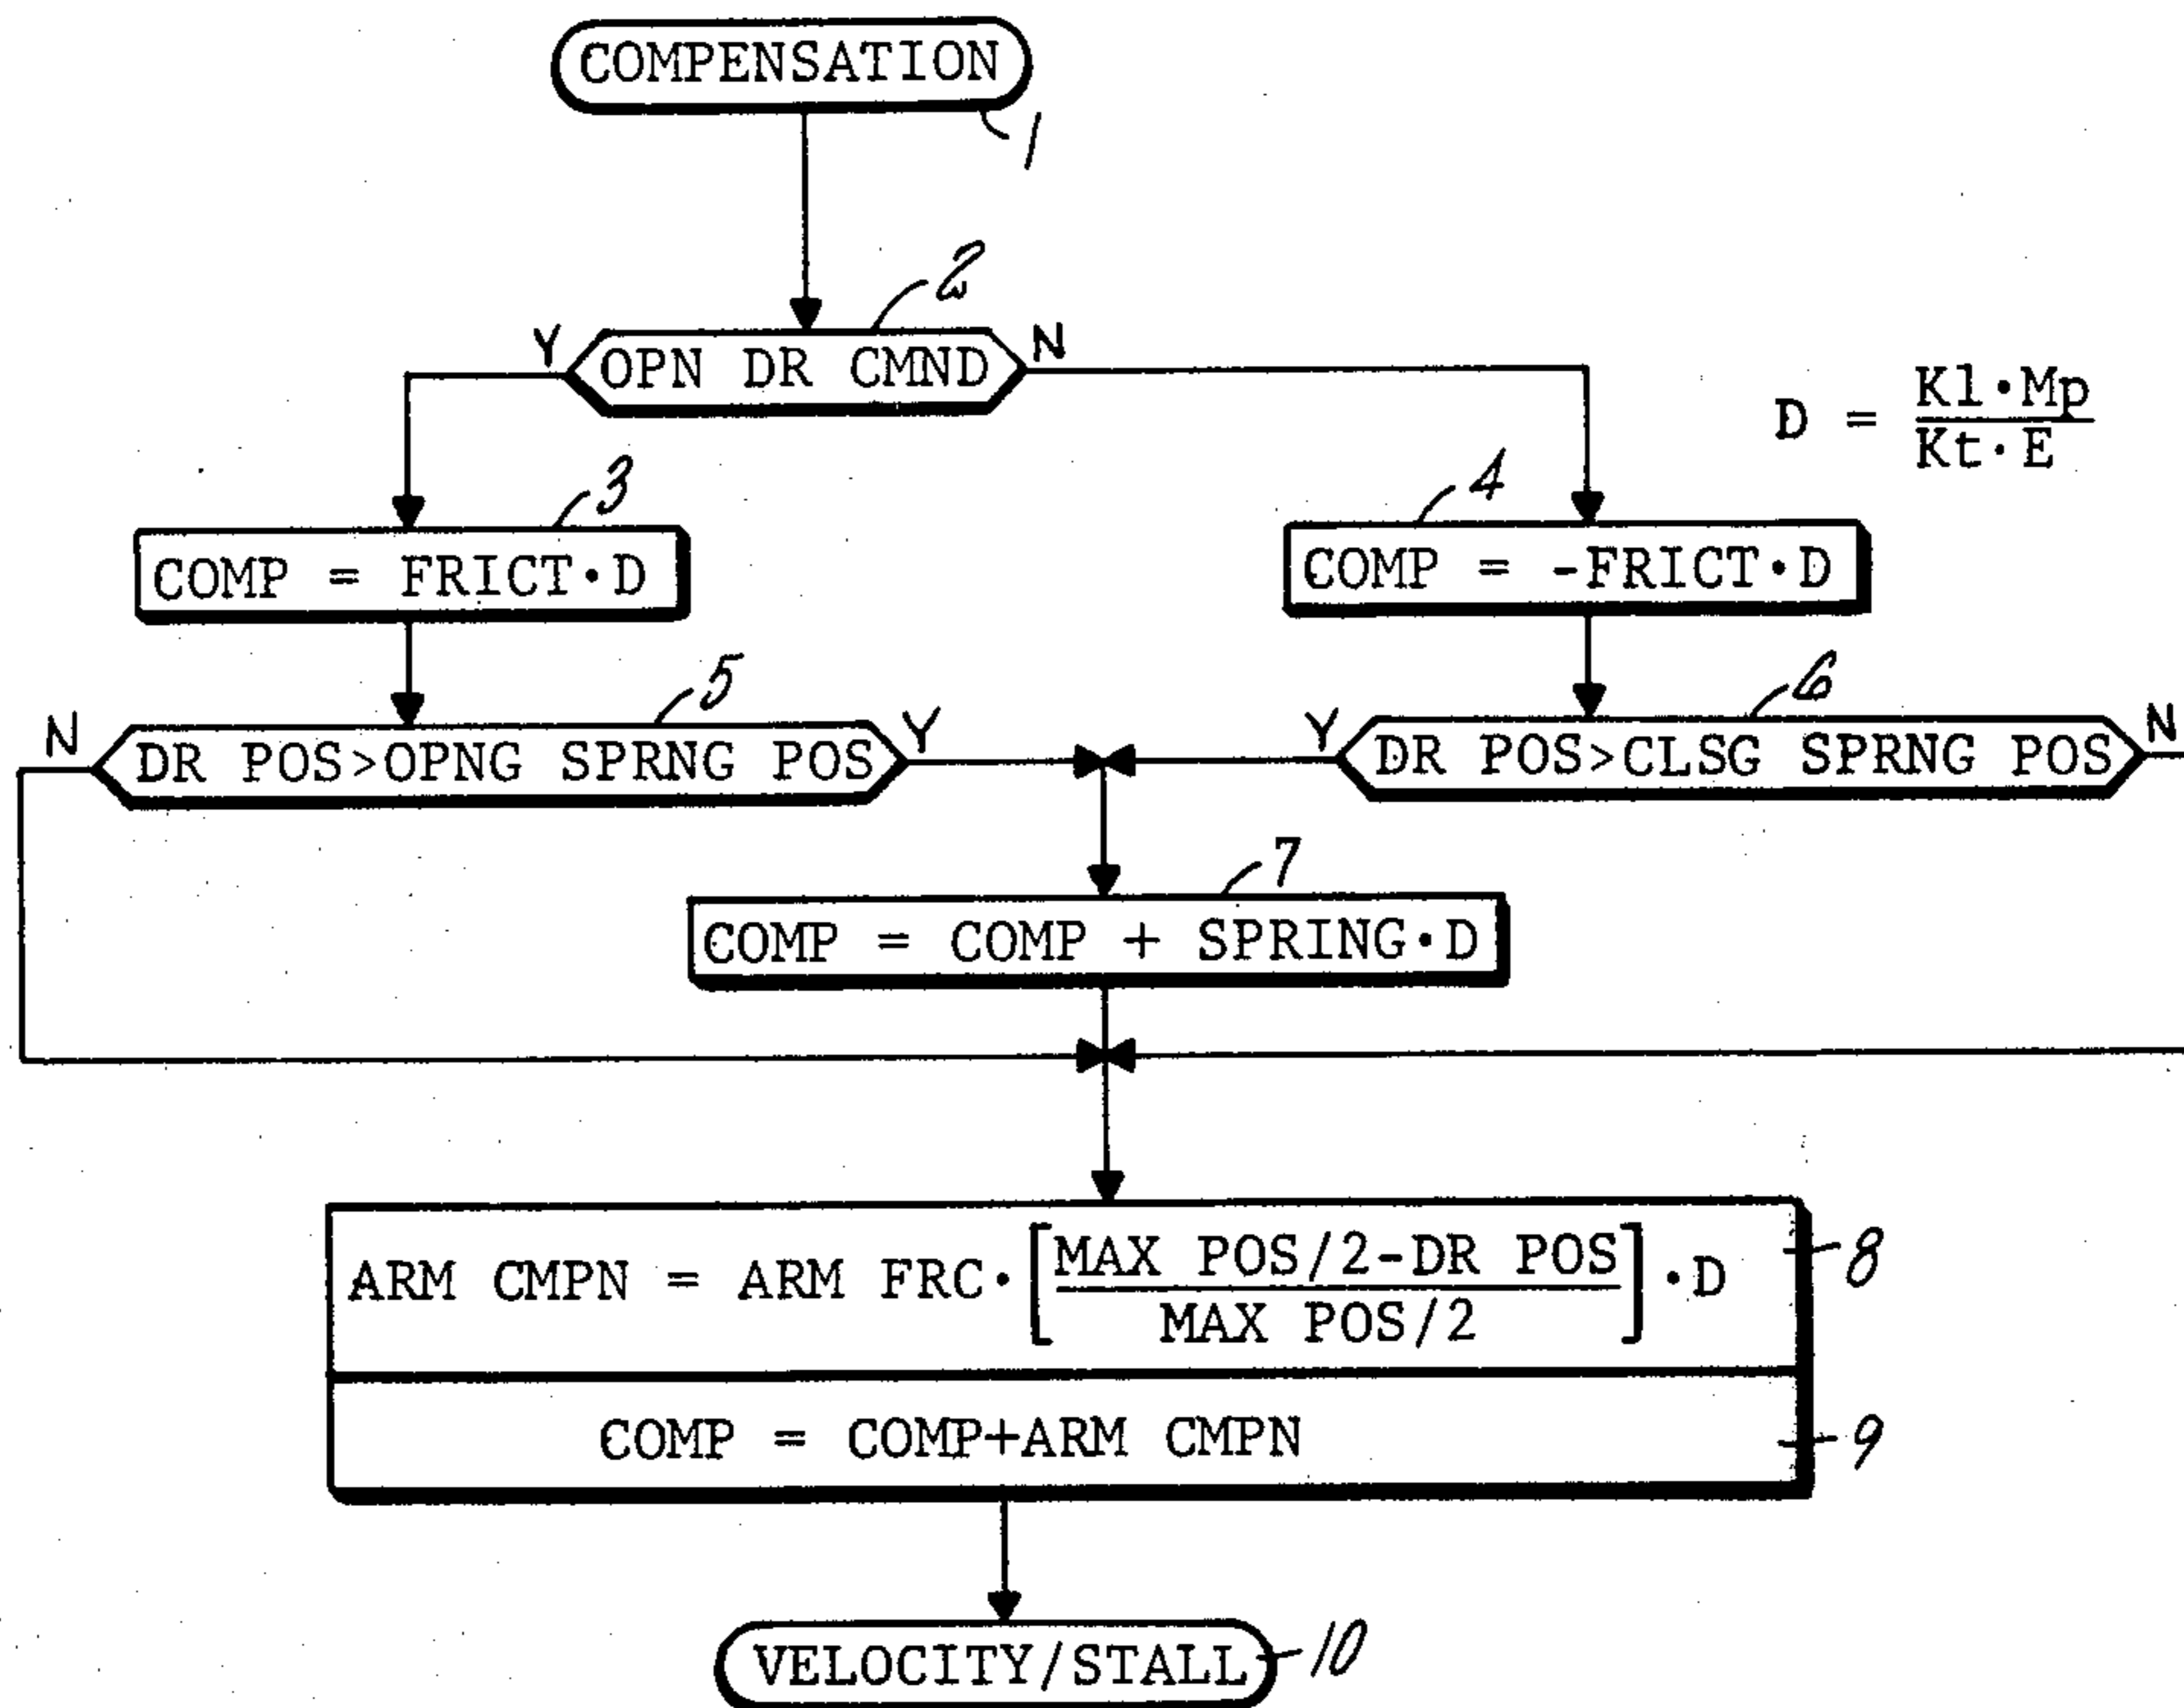 COMPENSATION
1
2
Y
OPN DR CMND
N
D = Kl·Mp
Kt·E
3
4
COMP = FRICT·D
COMP = -FRICT·D
5
6
N
DR POS>OPNG SPRNG POS
Y
Y
DR POS>CLSG SPRNG POS
N
7
COMP = COMP + SPRING·D
ARM CMPN = ARM FRC·[MAX POS/2-DR POS
MAX POS/2]·D
8
COMP = COMP+ARM CMPN
9
VELOCITY/STALL
10